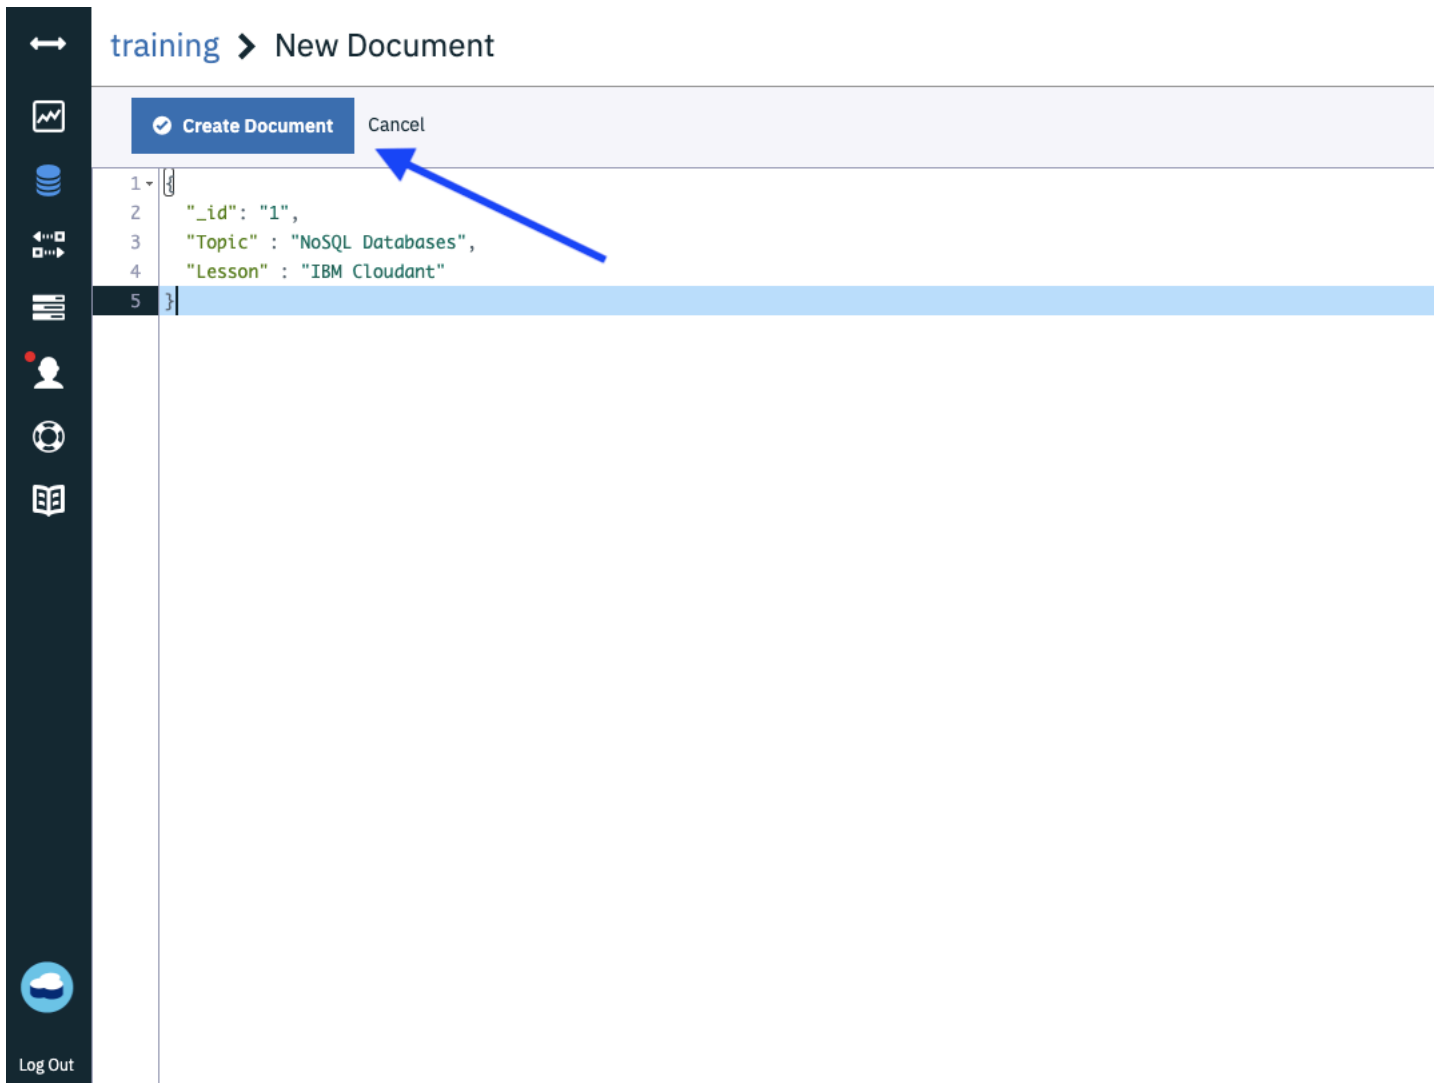 training > New Document
Create Document Cancel
1 {
2 "_id": "1",
3 "Topic" : "NoSQL Databases",
4 "Lesson" : "IBM Cloudant"
5 }
Log Out